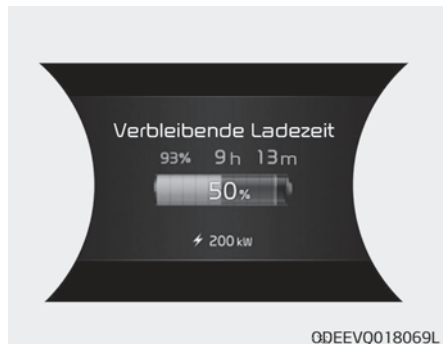 Verbleibende Ladezeit
93% 9h 13m
50%
200 kW
ODEEVQ018069L